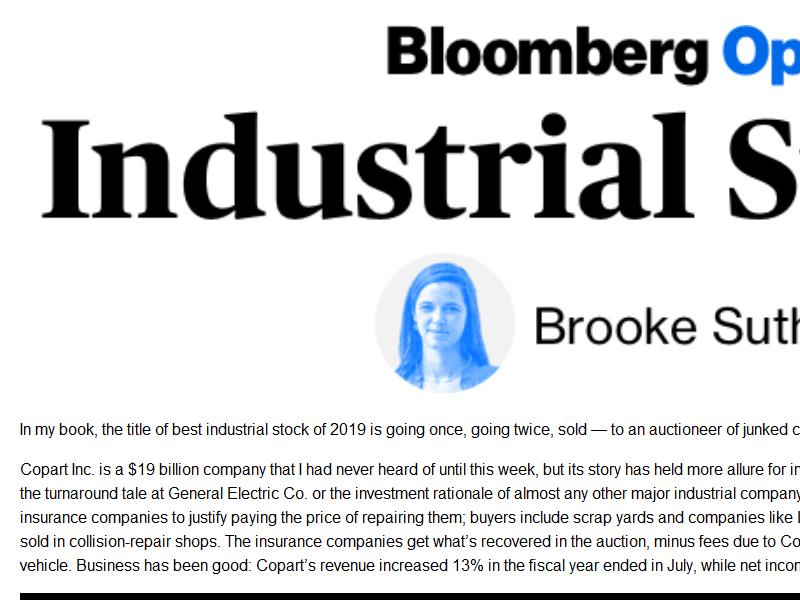 Bloomberg Op
Industrial S
Brooke Suth
In my book, the title of best industrial stock of 2019 is going once, going twice, sold — to an auctioneer of junked c
Copart Inc. is a $19 billion company that I had never heard of until this week, but its story has held more allure for in
the turnaround tale at General Electric Co. or the investment rationale of almost any other major industrial company
insurance companies to justify paying the price of repairing them; buyers include scrap yards and companies like
sold in collision-repair shops. The insurance companies get what’s recovered in the auction, minus fees due to Co
vehicle. Business has been good: Copart’s revenue increased 13% in the fiscal year ended in July, while net incor